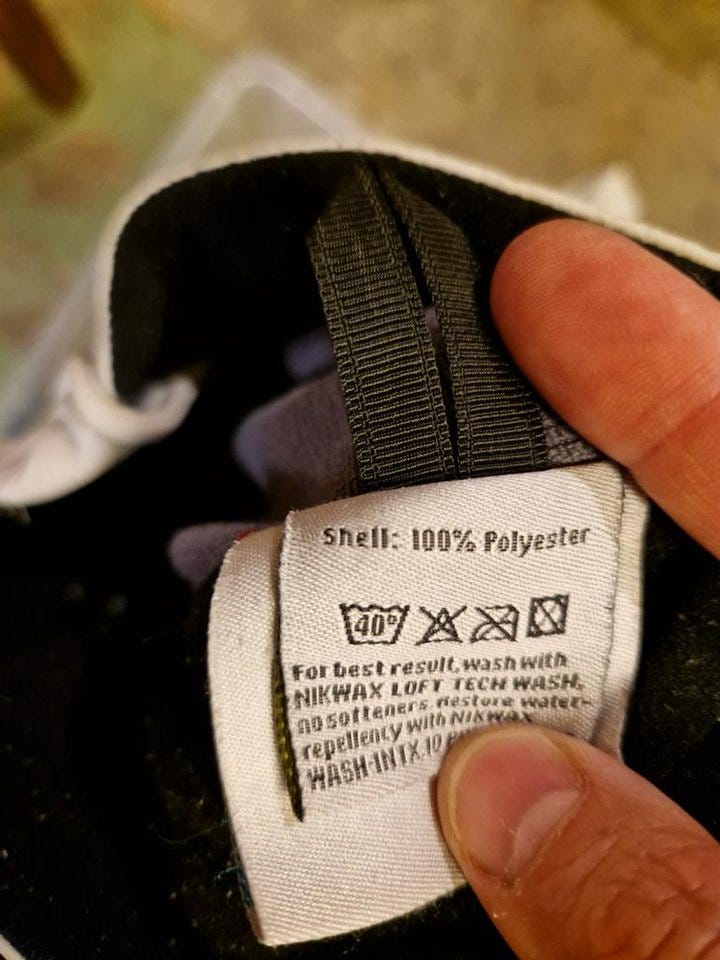 Shell: 100% Polyester
40°
For best result, wash with
NIKWAX LOFT TECH WASH,
no softeners. Restore water-
repellency with NIKWAX
WASH-IN TX.10